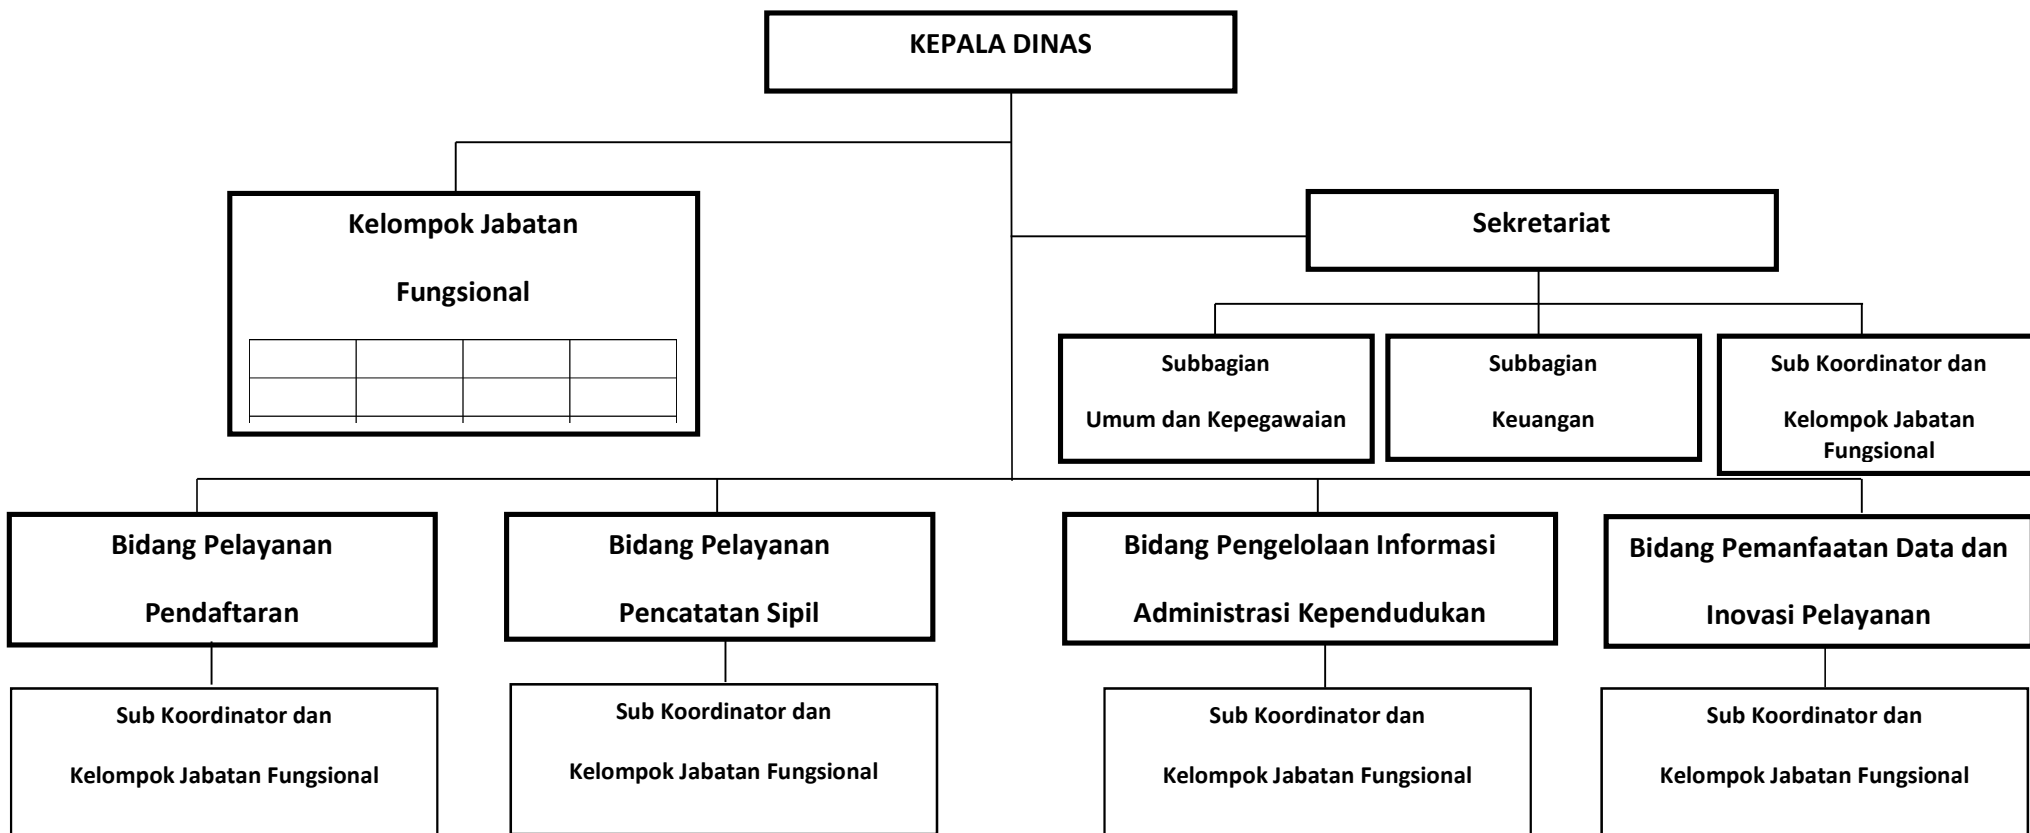 KEPALA DINAS
Kelompok Jabatan
Fungsional
Sekretariat
Subbagian
Umum dan Kepegawaian
Subbagian
Keuangan
Sub Koordinator dan
Kelompok Jabatan
Fungsional
Bidang Pelayanan
Pendaftaran
Bidang Pelayanan
Pencatatan Sipil
Bidang Pengelolaan Informasi
Administrasi Kependudukan
Bidang Pemanfaatan Data dan
Inovasi Pelayanan
Sub Koordinator dan
Kelompok Jabatan Fungsional
Sub Koordinator dan
Kelompok Jabatan Fungsional
Sub Koordinator dan
Kelompok Jabatan Fungsional
Sub Koordinator dan
Kelompok Jabatan Fungsional